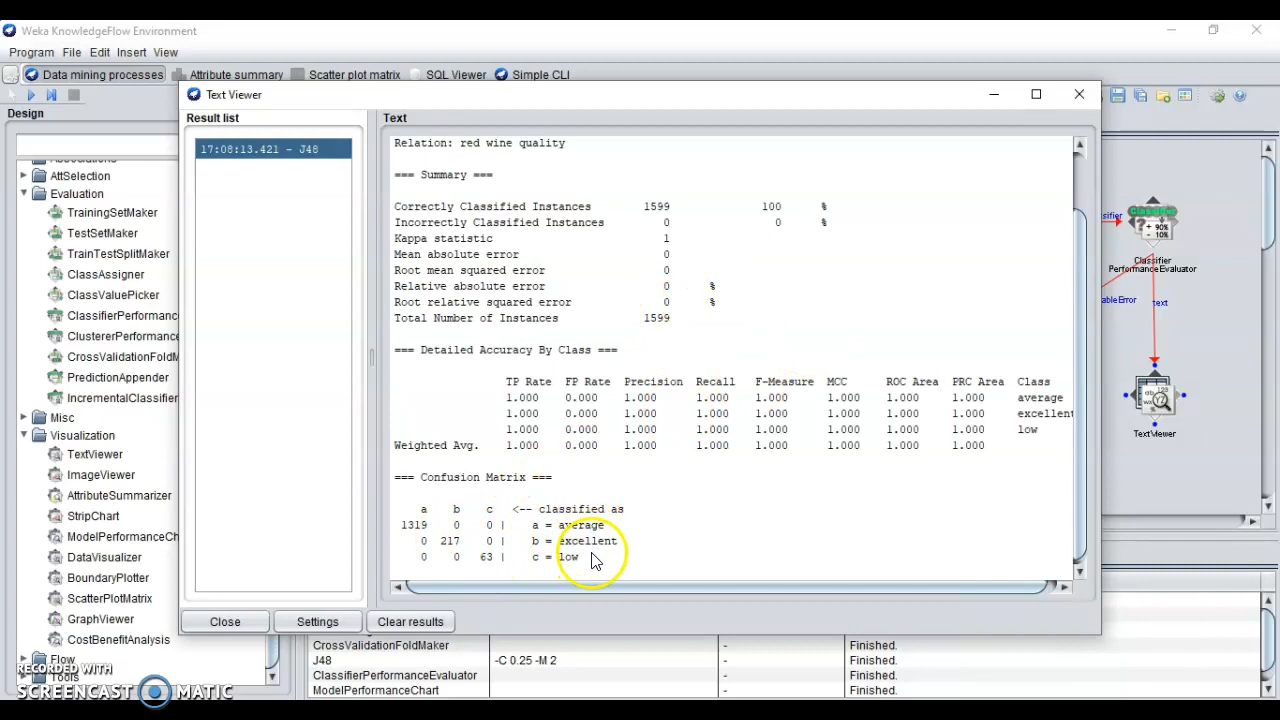 Weka KnowledgeFlow Environment
Program File Edit Insert View
Data mining processes Attribute summary Scatter plot matrix SQL Viewer Simple CLI
Design
AttSelection
Evaluation
TrainingSetMaker
TestSetMaker
TrainTestSplitMaker
ClassAssigner
ClassValuePicker
ClassifierPerformanc
ClustererPerformance
CrossValidationFoldM
PredictionAppender
IncrementalClassifier
Misc
Visualization
TextViewer
ImageViewer
AttributeSummarizer
StripChart
ModelPerformanceCh
DataVisualizer
BoundaryPlotter
ScatterPlotMatrix
GraphViewer
CostBenefitAnalysis
Flow
Tools
Text Viewer
Result list
17:08:13.421 - J48
Text
Relation: red wine quality
=== Summary ===
Correctly Classified Instances 1599 100 %
Incorrectly Classified Instances 0 0 %
Kappa statistic 1
Mean absolute error 0
Root mean squared error 0
Relative absolute error 0 %
Root relative squared error 0 %
Total Number of Instances 1599
=== Detailed Accuracy By Class ===
TP Rate FP Rate Precision Recall F-Measure MCC ROC Area PRC Area Class
1.000 0.000 1.000 1.000 1.000 1.000 1.000 1.000 average
1.000 0.000 1.000 1.000 1.000 1.000 1.000 1.000 excellent
1.000 0.000 1.000 1.000 1.000 1.000 1.000 1.000 low
Weighted Avg. 1.000 0.000 1.000 1.000 1.000 1.000 1.000 1.000
=== Confusion Matrix ===
a b c <-- classified as
1319 0 0 | a = average
0 217 0 | b = excellent
0 0 63 | c = low
Close Settings Clear results
sifier
+ 90%
- 10%
Classifier
PerformanceEvaluator
ableError text
TextViewer
CrossValidationFoldMaker - Finished.
J48 -C 0.25 -M 2 - Finished.
ClassifierPerformanceEvaluator - Finished.
ModelPerformanceChart - Finished.
RECORDED WITH
SCREENCAST MATIC